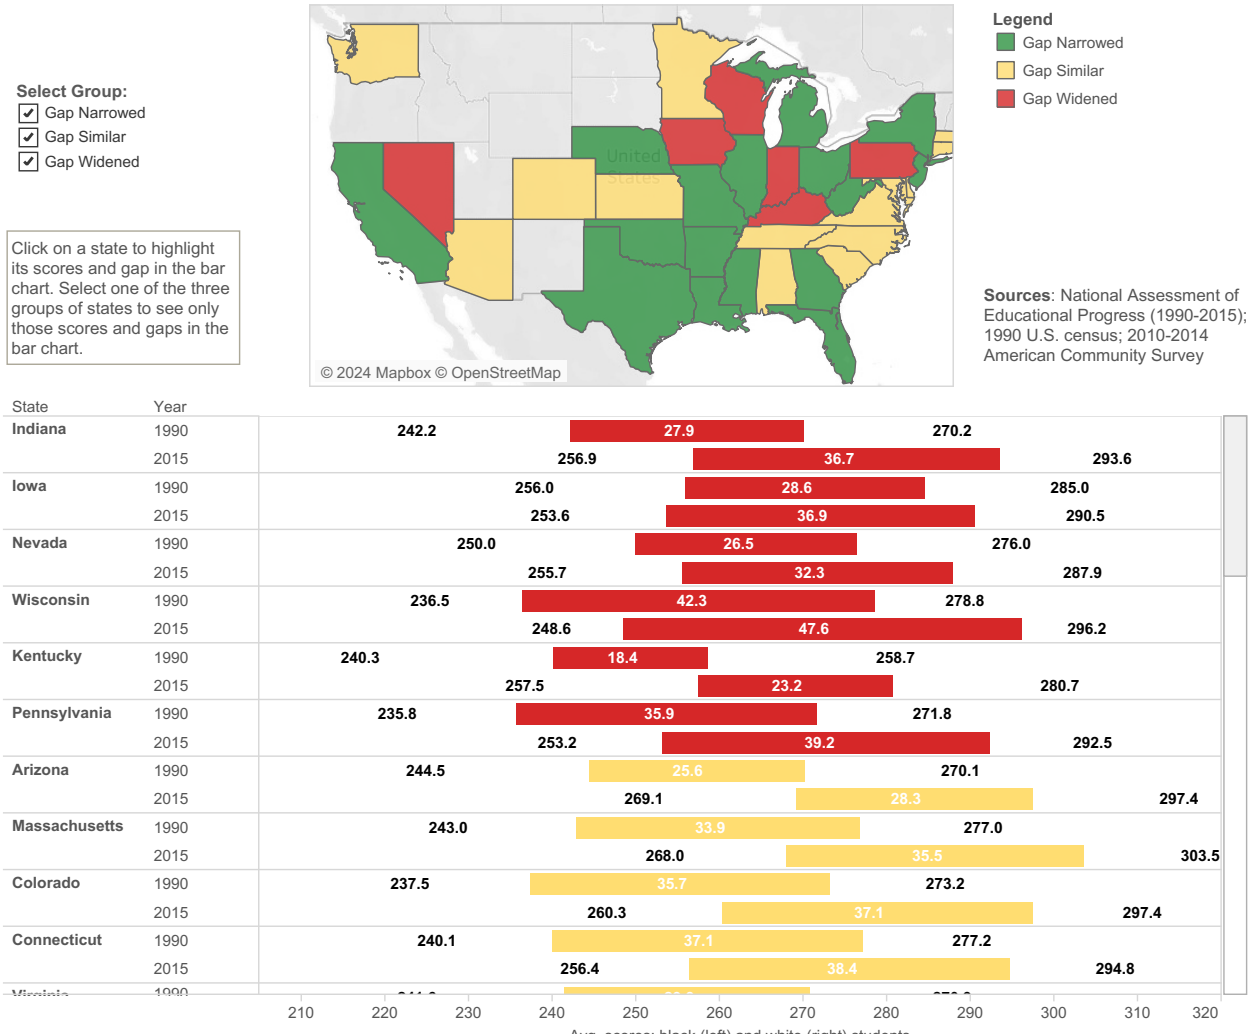 Legend
Gap Narrowed
Gap Similar
Gap Widened
Select Group:
Gap Narrowed
Gap Similar
Gap Widened
United
States
Click on a state to highlight
its scores and gap in the bar
chart. Select one of the three
groups of states to see only
those scores and gaps in the
bar chart.
Sources: National Assessment of
Educational Progress (1990-2015);
1990 U.S. census; 2010-2014
American Community Survey
© 2024 Mapbox © OpenStreetMap
State Year
Indiana 1990 242.2 27.9 270.2
2015 256.9 36.7 293.6
Iowa 1990 256.0 28.6 285.0
2015 253.6 36.9 290.5
Nevada 1990 250.0 26.5 276.0
2015 255.7 32.3 287.9
Wisconsin 1990 236.5 42.3 278.8
2015 248.6 47.6 296.2
Kentucky 1990 240.3 18.4 258.7
2015 257.5 23.2 280.7
Pennsylvania 1990 235.8 35.9 271.8
2015 253.2 39.2 292.5
Arizona 1990 244.5 25.6 270.1
2015 269.1 28.3 297.4
Massachusetts 1990 243.0 33.9 277.0
2015 268.0 35.5 303.5
Colorado 1990 237.5 35.7 273.2
2015 260.3 37.1 297.4
Connecticut 1990 240.1 37.1 277.2
2015 256.4 38.4 294.8
Virginia 1990
210 220 230 240 250 260 270 280 290 300 310 320
Avg. scores: black (left) and white (right) students